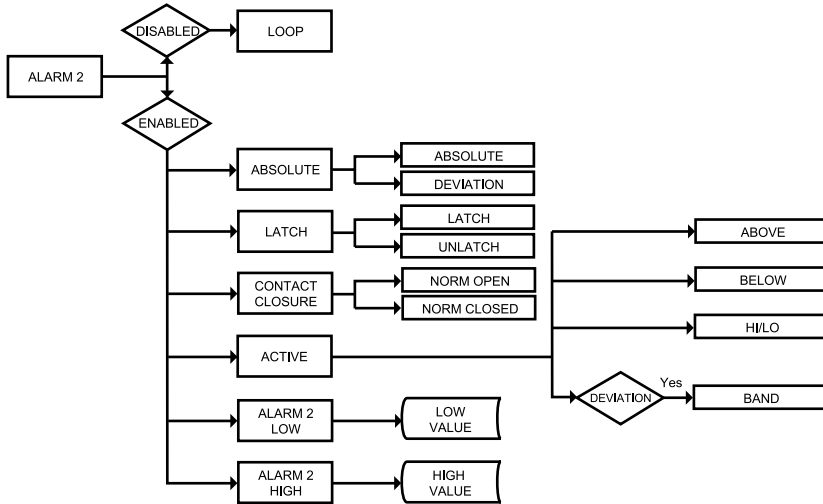 DISABLED
LOOP
ALARM 2
ENABLED
ABSOLUTE
ABSOLUTE
DEVIATION
LATCH
LATCH
UNLATCH
ABOVE
CONTACT
CLOSURE
NORM OPEN
NORM CLOSED
BELOW
HI/LO
ACTIVE
DEVIATION
Yes
BAND
ALARM 2
LOW
LOW
VALUE
ALARM 2
HIGH
HIGH
VALUE